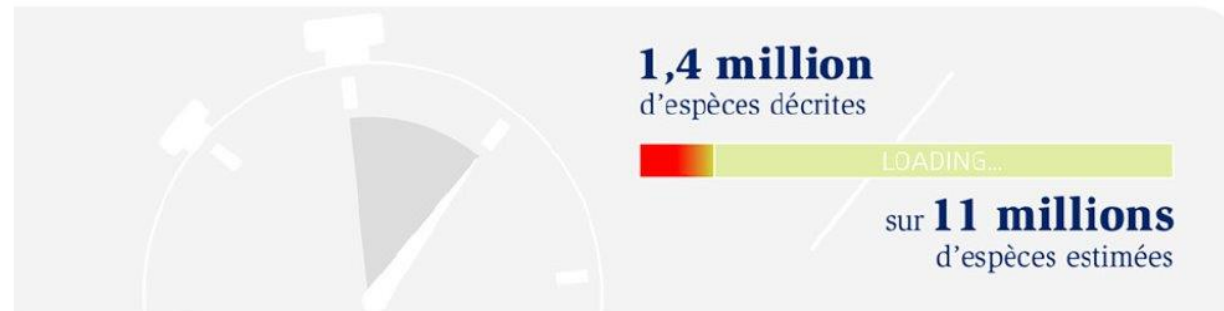 1,4 million
d'espèces décrites
LOADING...
sur 11 millions
d'espèces estimées